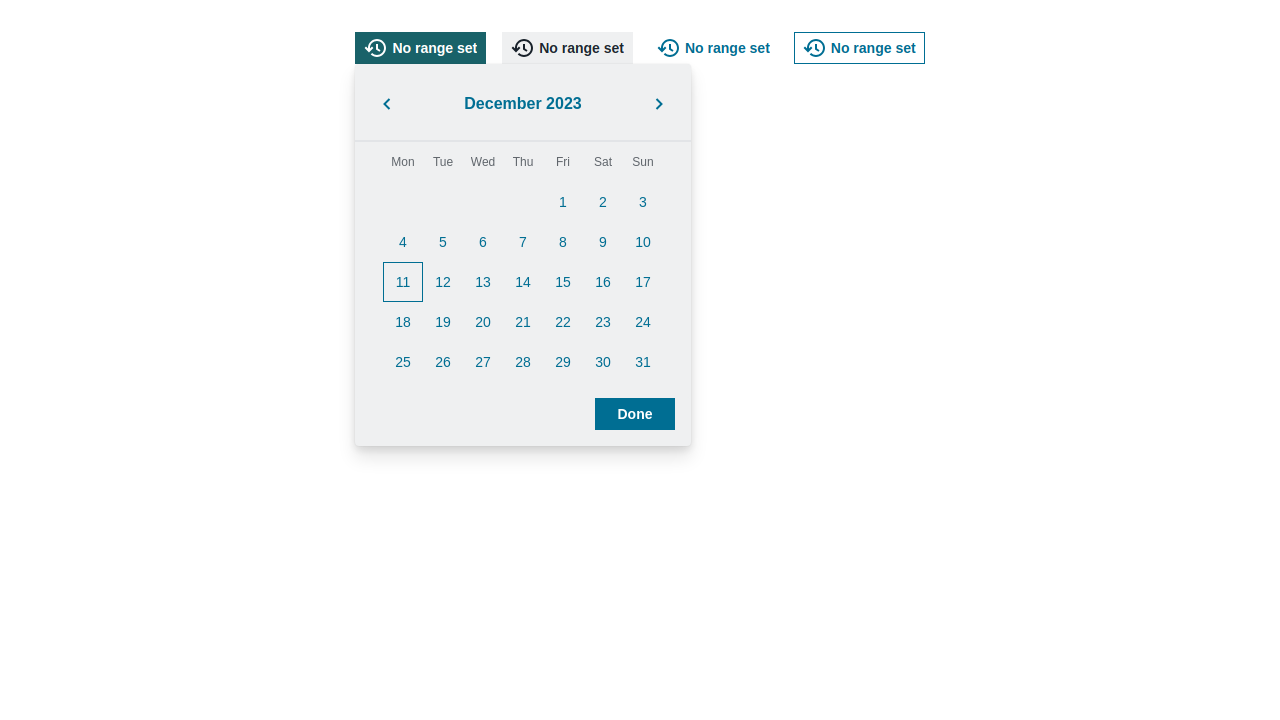 No range set No range set No range set No range set
December 2023
Mon Tue Wed Thu Fri Sat Sun
1 2 3
4 5 6 7 8 9 10
11 12 13 14 15 16 17
18 19 20 21 22 23 24
25 26 27 28 29 30 31
Done